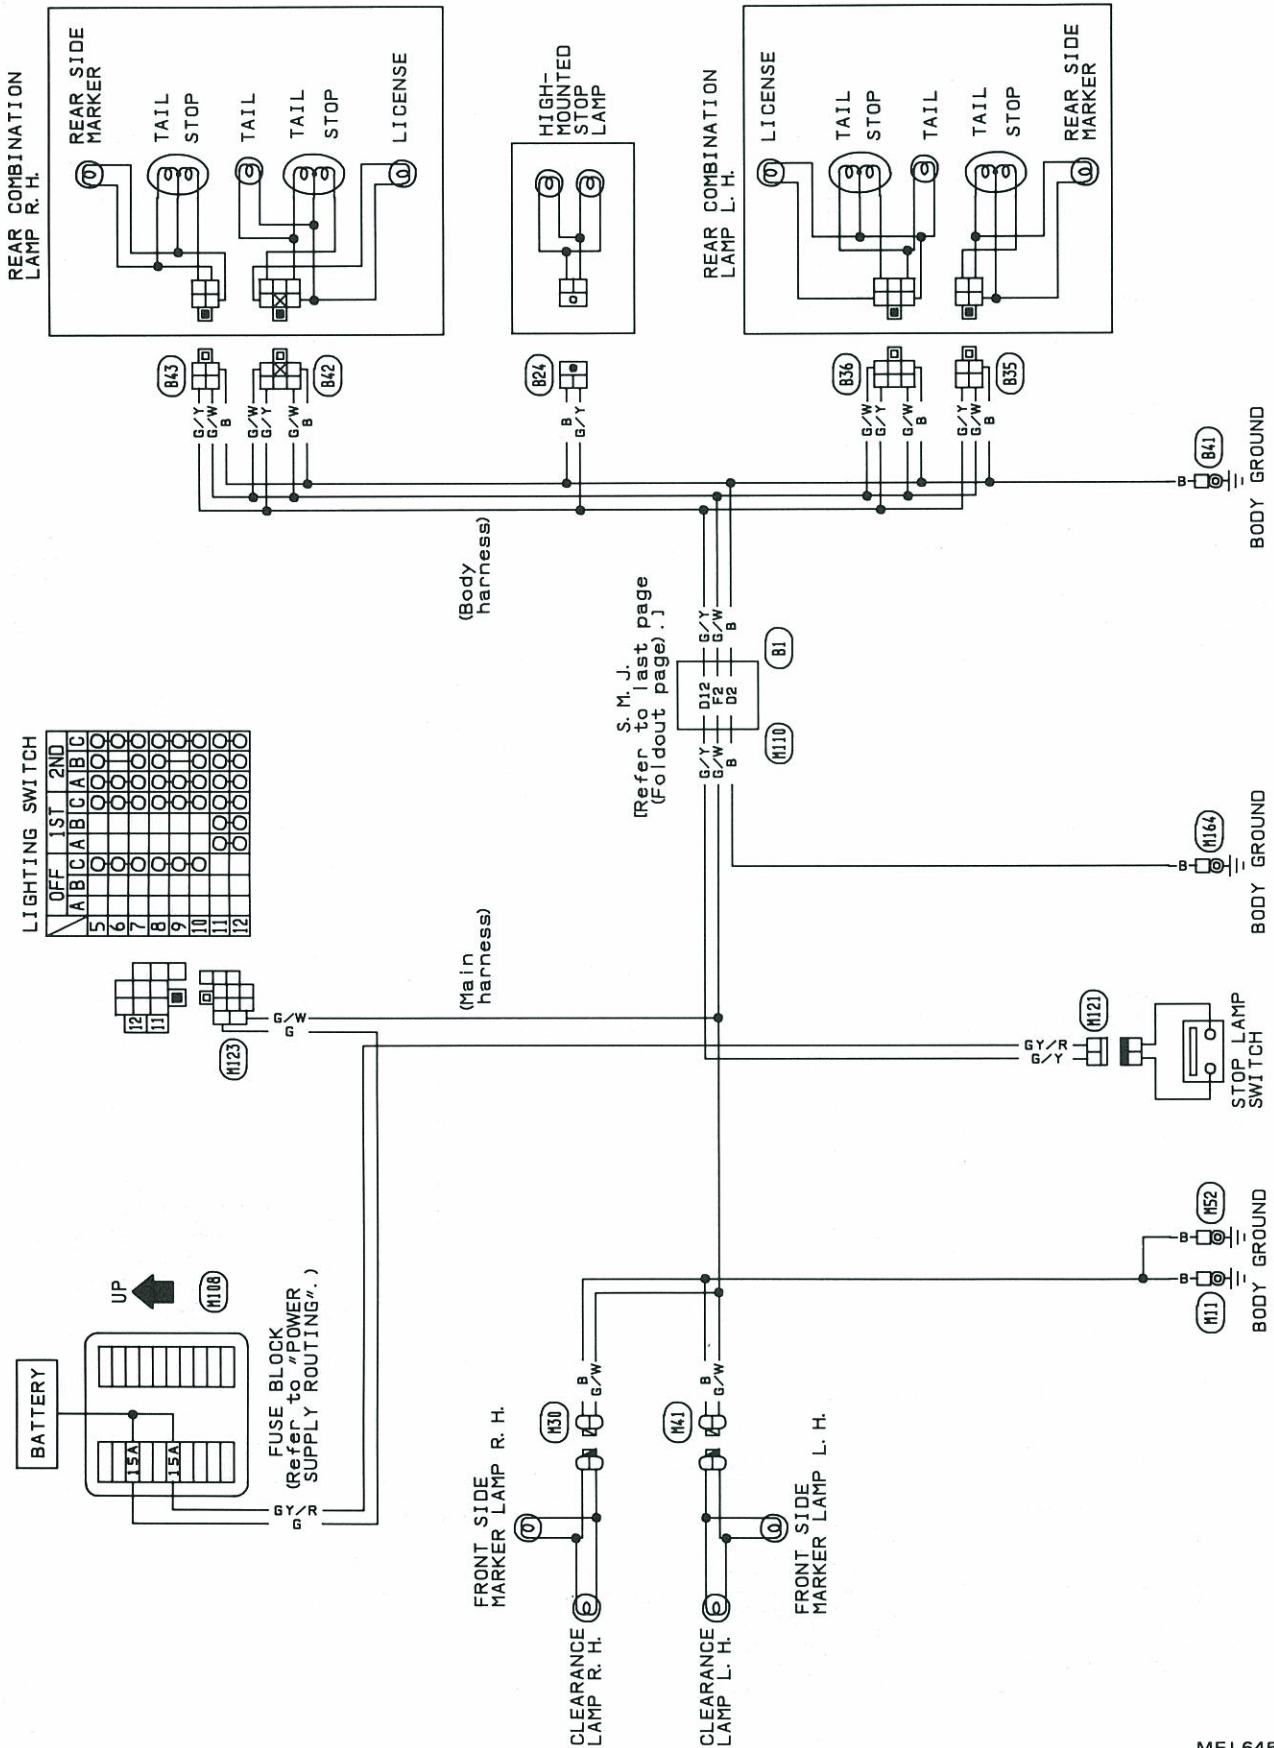 REAR COMBINATION
LAMP R. H.
REAR SIDE
MARKER
TAIL
STOP
TAIL
TAIL
STOP
LICENSE
HIGH-
MOUNTED
STOP
LAMP
REAR COMBINATION
LAMP L. H.
LICENSE
TAIL
STOP
TAIL
TAIL
STOP
REAR SIDE
MARKER
B43
B42
B24
B36
B35
G/Y
G/W
B
G/W
G/Y
G/W
B
B
G/Y
G/W
G/Y
G/W
B
G/Y
G/W
B
B
B41
BODY GROUND
(Body
harness)
S. M. J.
[Refer to last page
(Foldout page).]
G/Y
G/W
B
B1
D12
F2
D2
M110
G/Y
G/W
B
LIGHTING SWITCH
OFF 1ST 2ND
A B C A B C A B C
5
6
7
8
9
10
11
12
B
M164
BODY GROUND
(Main
harness)
12
11
M123
G/W
G
GY/R
G/Y
M121
STOP LAMP
SWITCH
BATTERY
UP
M108
15A
15A
FUSE BLOCK
(Refer to "POWER
SUPPLY ROUTING".)
GY/R
G
B
M52
B
M11
BODY GROUND
B
G/W
M30
B
G/W
M41
FRONT SIDE
MARKER LAMP R. H.
FRONT SIDE
MARKER LAMP L. H.
CLEARANCE
LAMP R. H.
CLEARANCE
LAMP L. H.